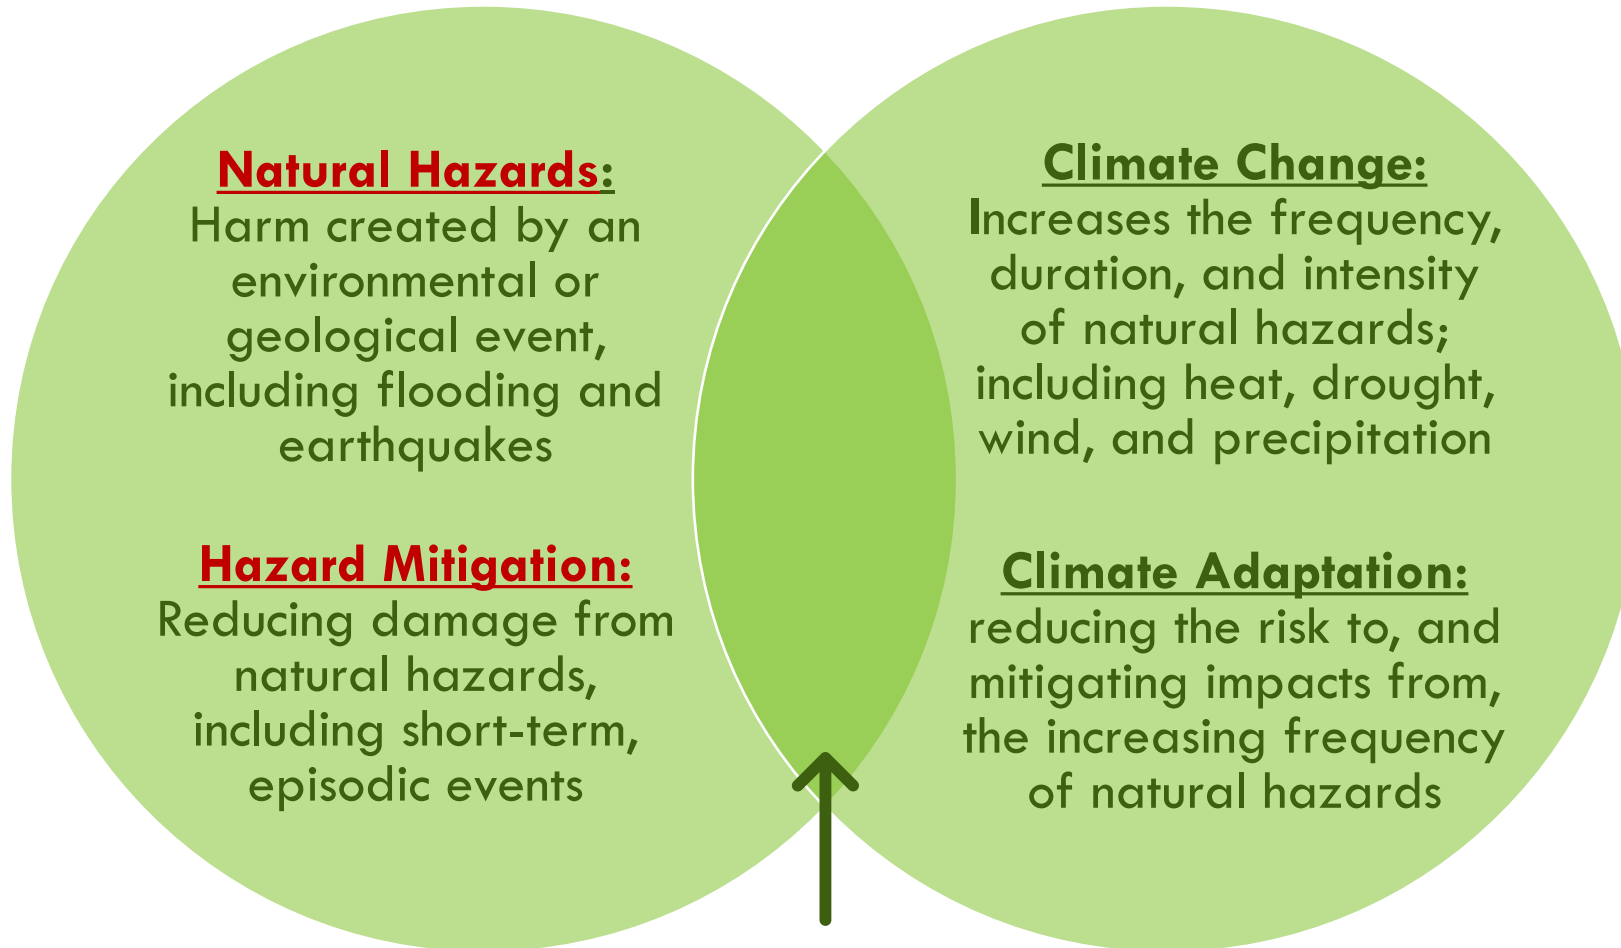 Natural Hazards:
Harm created by an
environmental or
geological event,
including flooding and
earthquakes
Hazard Mitigation:
Reducing damage from
natural hazards,
including short-term,
episodic events
Climate Change:
Increases the frequency,
duration, and intensity
of natural hazards;
including heat, drought,
wind, and precipitation
Climate Adaptation:
reducing the risk to, and
mitigating impacts from,
the increasing frequency
of natural hazards